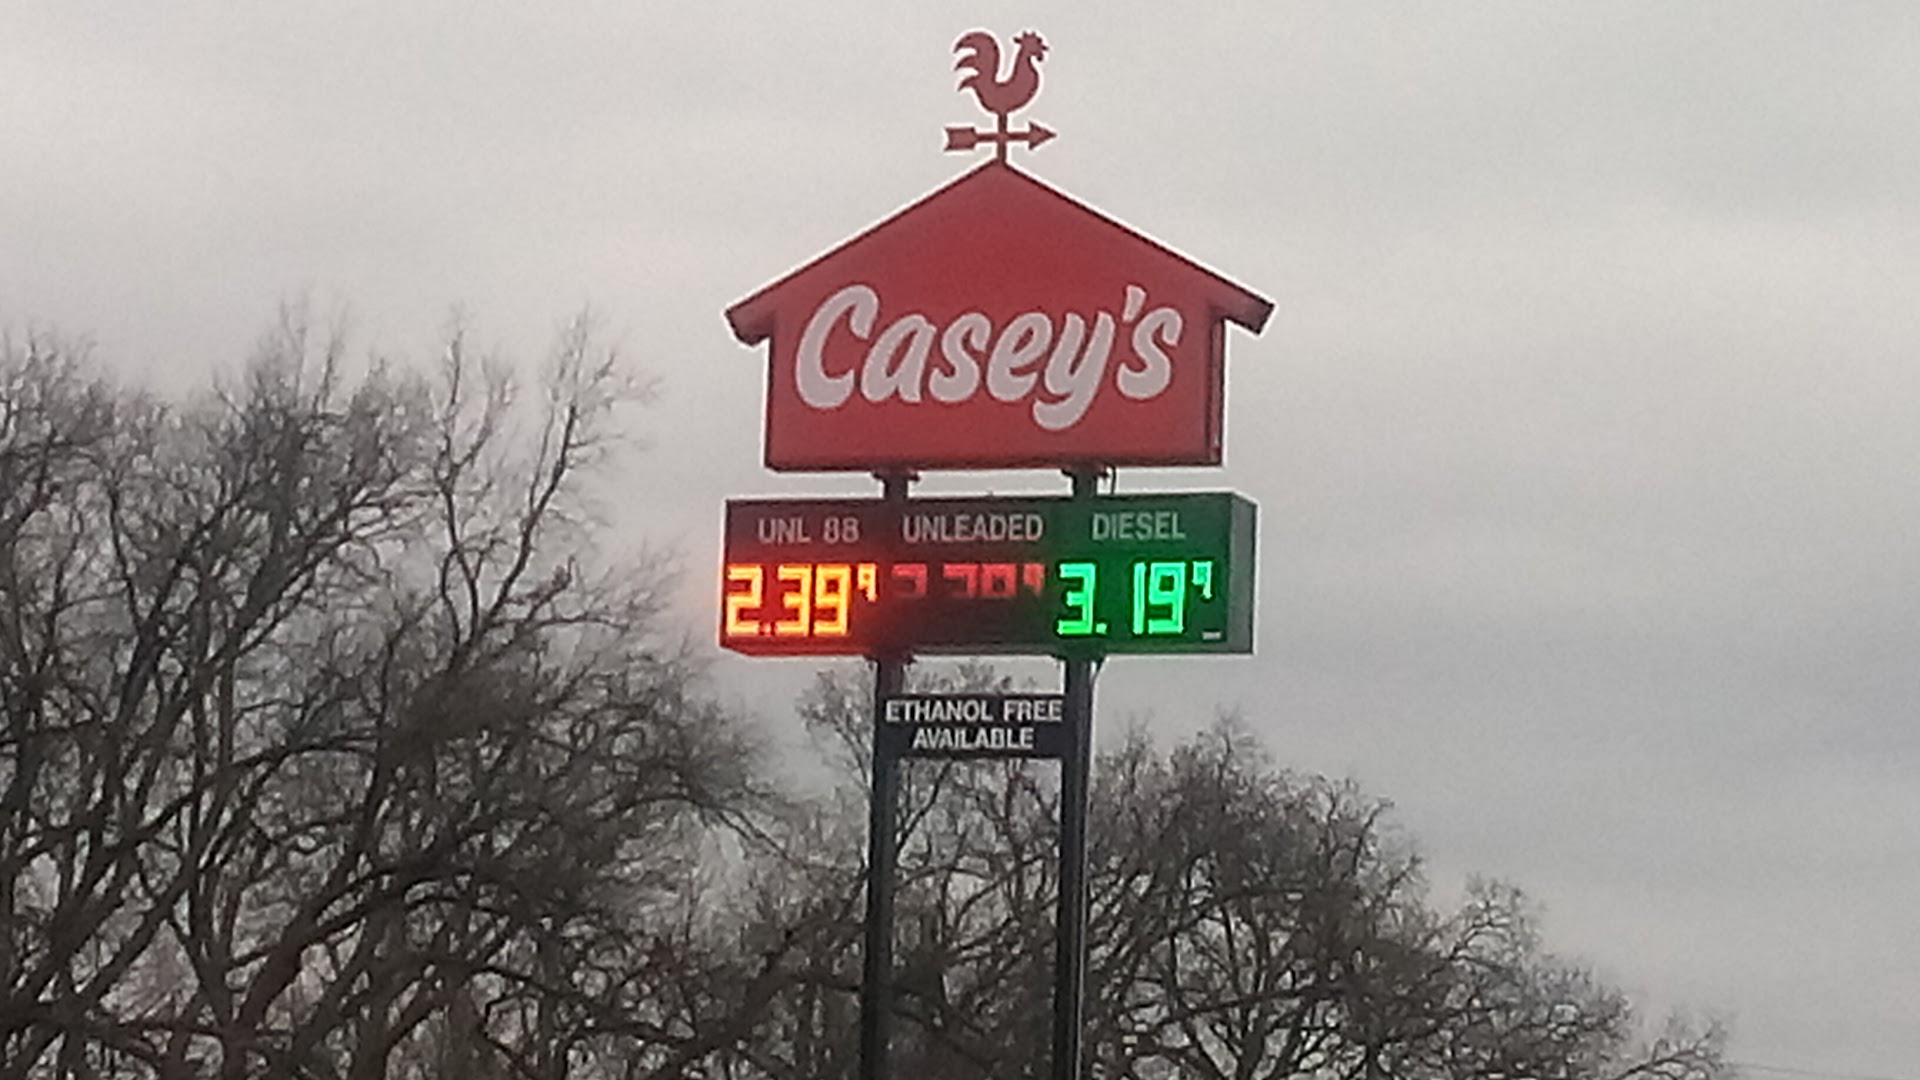 Casey's
UNL 88 UNLEADED DIESEL
2.39⁹ 3.19⁹
ETHANOL FREE
AVAILABLE